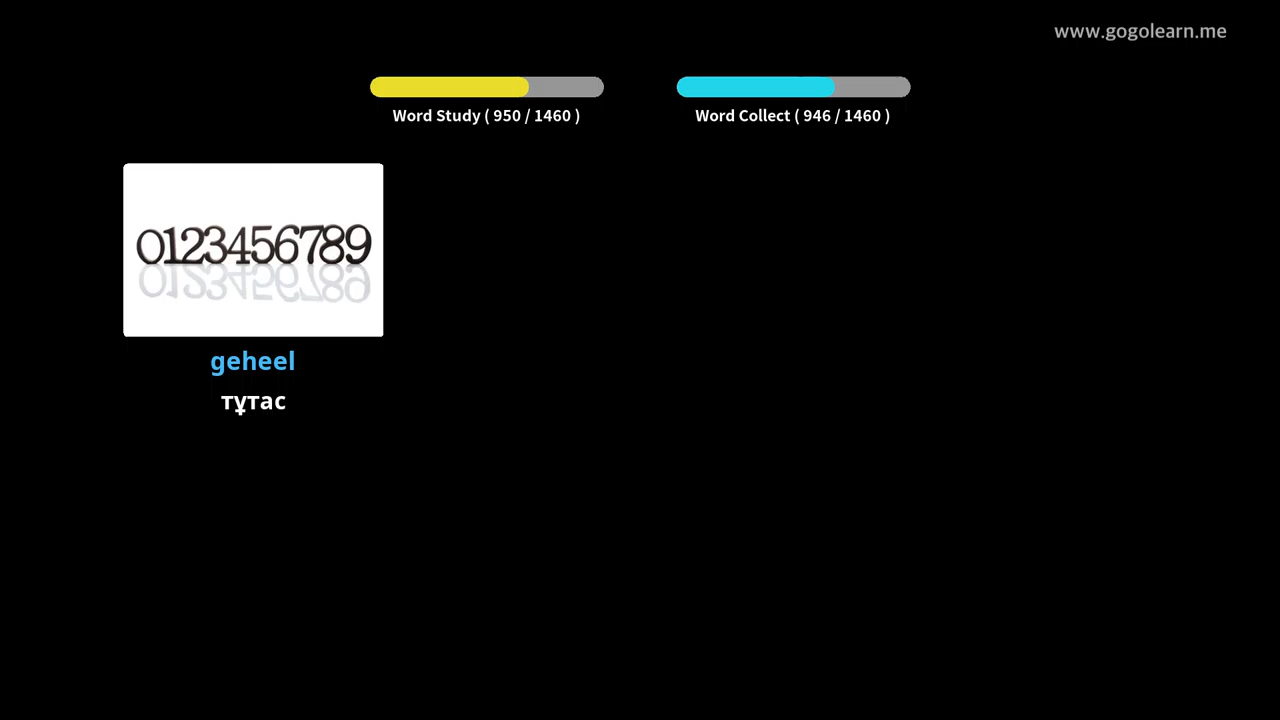 www.gogolearn.me
Word Study ( 950 / 1460 )
Word Collect ( 946 / 1460 )
0123456789
geheel
тұтас